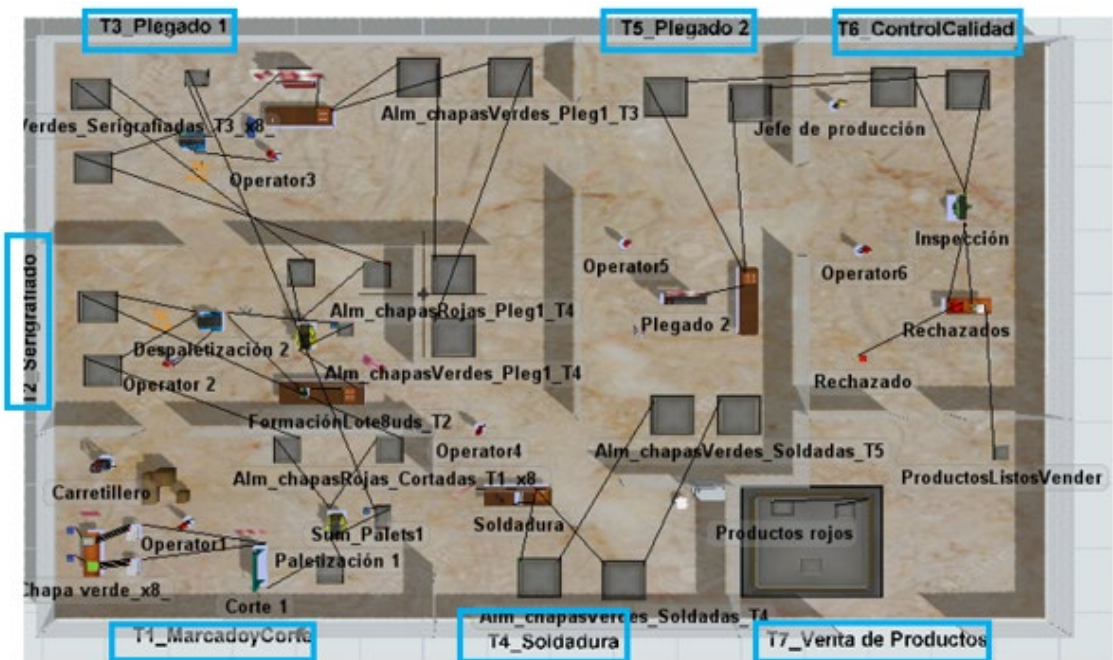 T3_Plegado 1
T5_Plegado 2
T6_ControlCalidad
Verdes_Serigrafiadas_T3_x8_
Alm_chapasVerdes_Pleg1_T3
Jefe de producción
Operator3
Inspección
Operator5
Operator6
T2_Serigrafiado
Alm_chapasRojas_Pleg1_T4
Plegado 2
Rechazados
Despaletización 2
Operator 2
Alm_chapasVerdes_Pleg1_T4
Rechazado
FormaciónLote8uds_T2
Operator4
Alm_chapasVerdes_Soldadas_T5
Carretillero
Alm_chapasRojas_Cortadas_T1_x8
ProductosListosVender
Operator1
Sum_Palets1
Soldadura
Productos rojos
Chapa verde_x8_
Paletización 1
Corte 1
Alm_chapasVerdes_Soldadas_T4
T1_MarcadoyCorte
T4_Soldadura
T7_Venta de Productos